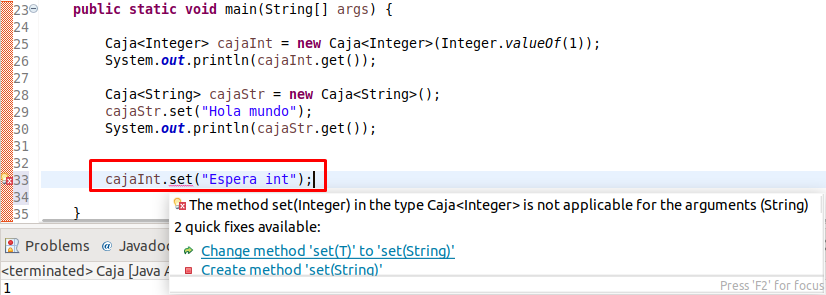 23 public static void main(String[] args) {
24
25 Caja<Integer> cajaInt = new Caja<Integer>(Integer.valueOf(1));
26 System.out.println(cajaInt.get());
27
28 Caja<String> cajaStr = new Caja<String>();
29 cajaStr.set("Hola mundo");
30 System.out.println(cajaStr.get());
31
32
33 cajaInt.set("Espera int");
34
The method set(Integer) in the type Caja<Integer> is not applicable for the arguments (String)
35 }
2 quick fixes available:
Problems @ Javadoc
Change method 'set(T)' to 'set(String)'
<terminated> Caja [Java A
Create method 'set(String)'
1
Press 'F2' for focus